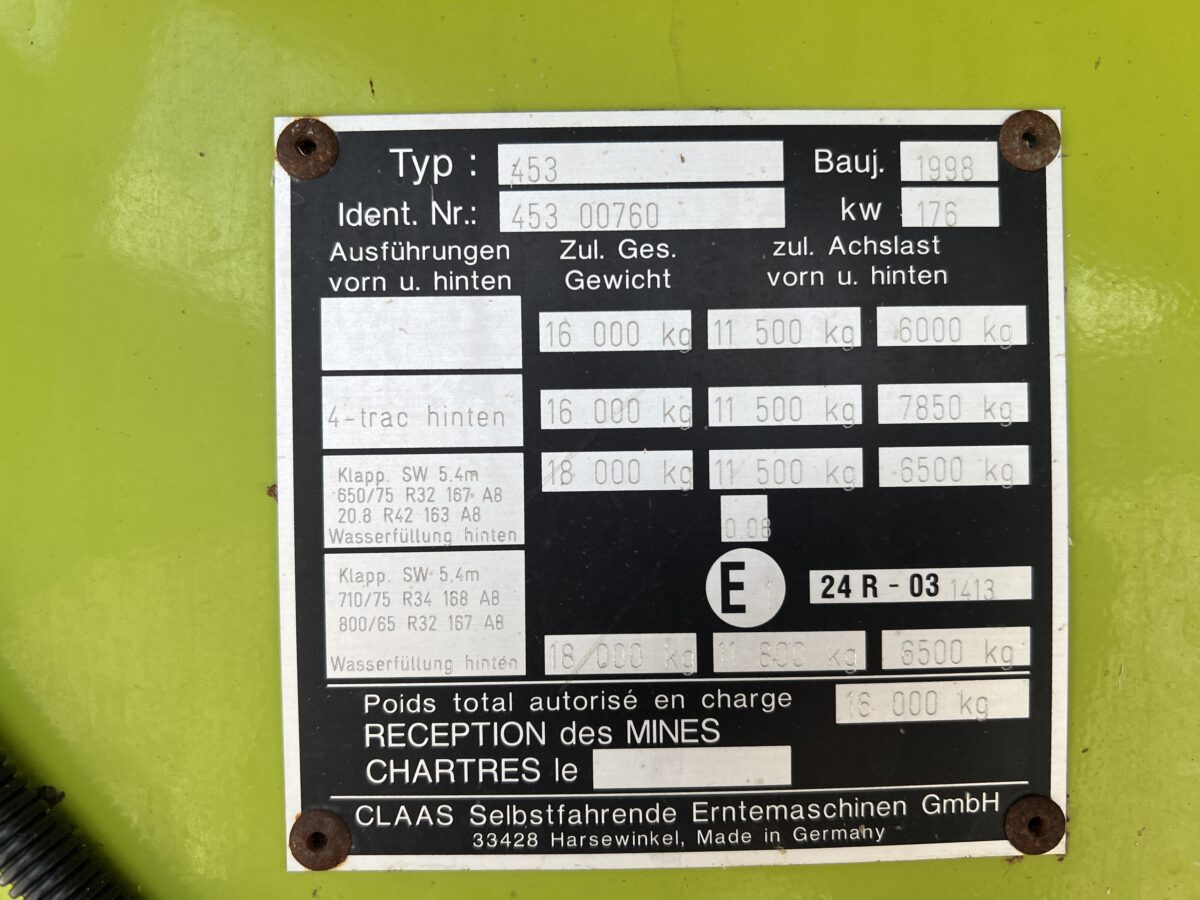 Typ : 453 Bauj. 1998
Ident. Nr.: 453 00760 kw 176
Ausführungen vorn u. hinten Zul. Ges. Gewicht zul. Achslast vorn u. hinten
16 000 kg 11 500 kg 6000 kg
4-trac hinten 16 000 kg 11 500 kg 7850 kg
Klapp. SW 5,4m 18 000 kg 11 500 kg 6500 kg
650/75 R32 167 A8
20.8 R42 163 A8
Wasserfüllung hinten
0,08
E 1 24 R - 03 1413
Klapp. SW 5,4m
710/75 R34 168 A8
800/65 R32 167 A8
Wasserfüllung hinten 18 000 kg 11 800 kg 6500 kg
Poids total autorisé en charge 16 000 kg
RECEPTION des MINES
CHARTRES le
CLAAS Selbstfahrende Erntemaschinen GmbH
33428 Harsewinkel, Made in Germany